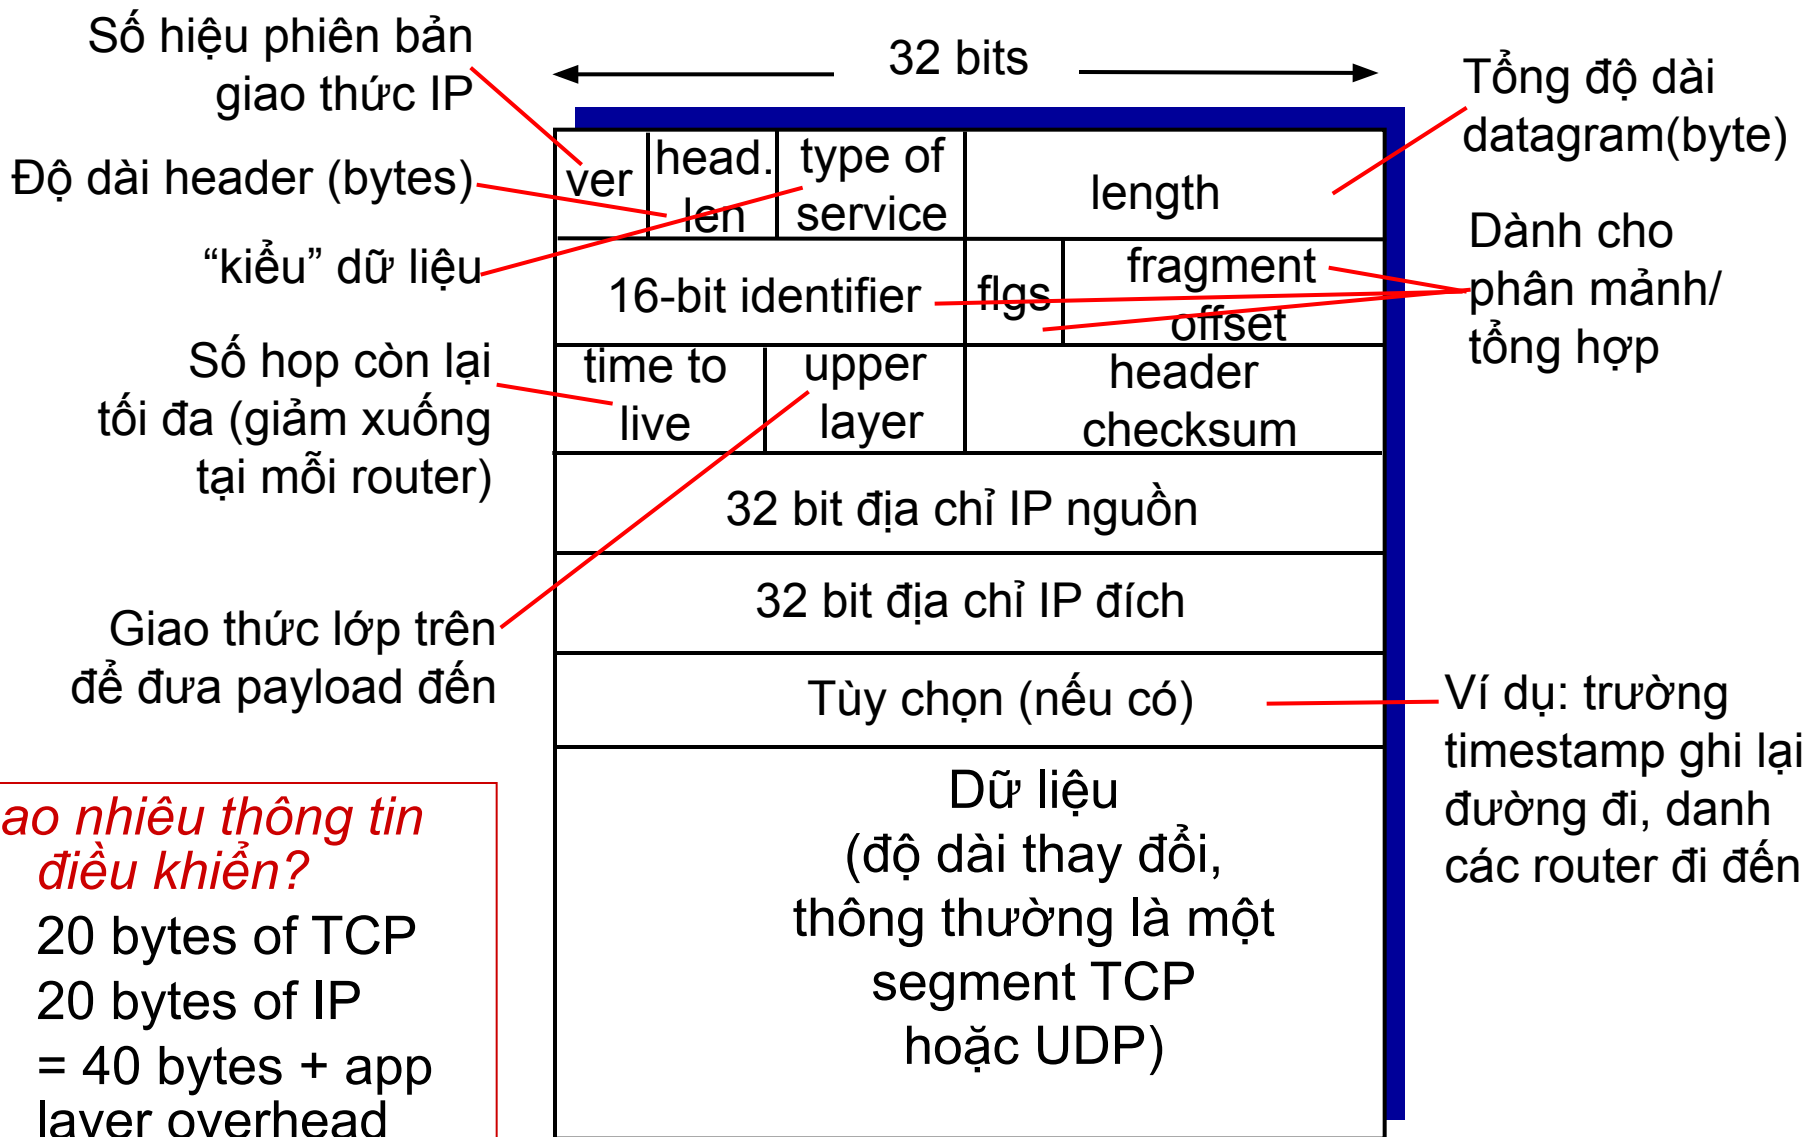 Số hiệu phiên bản
giao thức IP
32 bits
Tổng độ dài
datagram(byte)
Độ dài header (bytes)
ver
head.
len
type of
service
length
"kiểu" dữ liệu
16-bit identifier
flgs
fragment
offset
Dành cho
phân mảnh/
tổng hợp
Số hop còn lại
tối đa (giảm xuống
tại mỗi router)
time to
live
upper
layer
header
checksum
32 bit địa chỉ IP nguồn
32 bit địa chỉ IP đích
Giao thức lớp trên
để đưa payload đến
Tùy chọn (nếu có)
Ví dụ: trường
timestamp ghi lại
đường đi, danh
các router đi đến
Dữ liệu
(độ dài thay đổi,
thông thường là một
segment TCP
hoặc UDP)
ao nhiêu thông tin
điều khiển?
20 bytes of TCP
20 bytes of IP
= 40 bytes + app
layer overhead